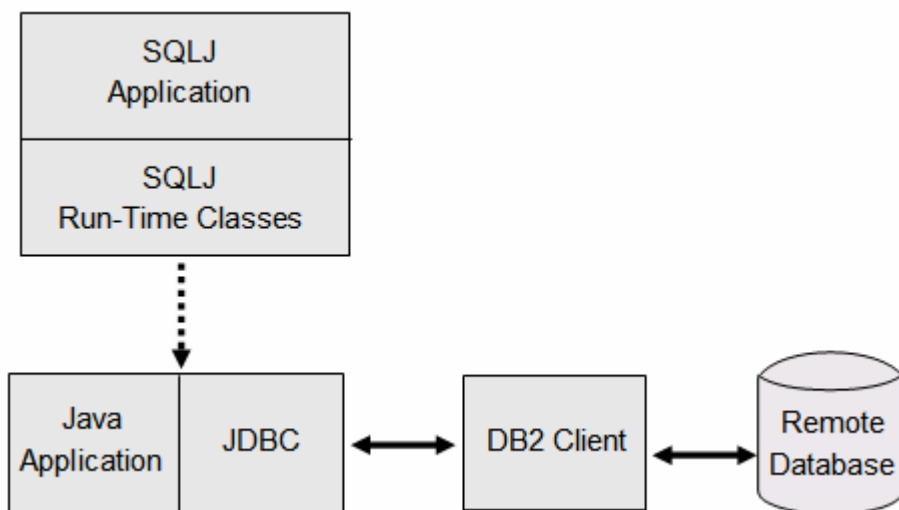 SQLJ
Application
SQLJ
Run-Time Classes
Java
Application
JDBC
DB2 Client
Remote
Database